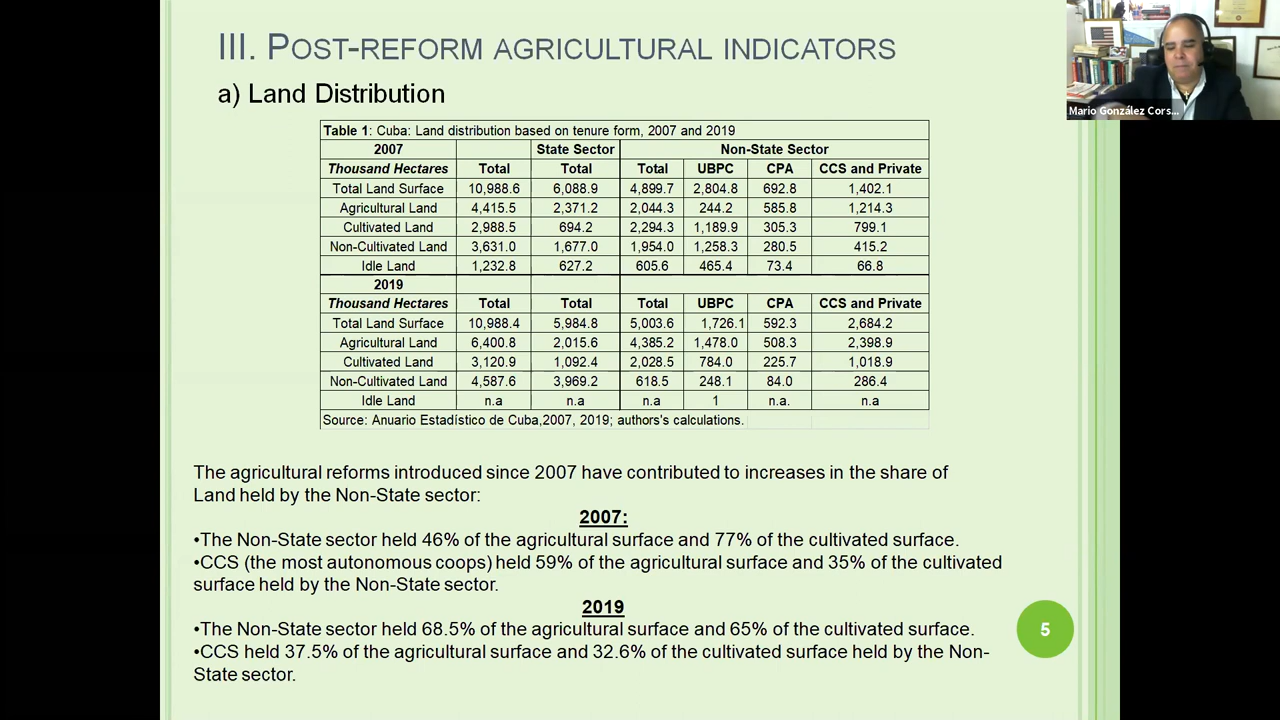 III. POST-REFORM AGRICULTURAL INDICATORS
a) Land Distribution
Mario González Cors...
Table 1: Cuba: Land distribution based on tenure form, 2007 and 2019
2007 State Sector Non-State Sector
Thousand Hectares Total Total Total UBPC CPA CCS and Private
Total Land Surface 10,988.6 6,088.9 4,899.7 2,804.8 692.8 1,402.1
Agricultural Land 4,415.5 2,371.2 2,044.3 244.2 585.8 1,214.3
Cultivated Land 2,988.5 694.2 2,294.3 1,189.9 305.3 799.1
Non-Cultivated Land 3,631.0 1,677.0 1,954.0 1,258.3 280.5 415.2
Idle Land 1,232.8 627.2 605.6 465.4 73.4 66.8
2019
Thousand Hectares Total Total Total UBPC CPA CCS and Private
Total Land Surface 10,988.4 5,984.8 5,003.6 1,726.1 592.3 2,684.2
Agricultural Land 6,400.8 2,015.6 4,385.2 1,478.0 508.3 2,398.9
Cultivated Land 3,120.9 1,092.4 2,028.5 784.0 225.7 1,018.9
Non-Cultivated Land 4,587.6 3,969.2 618.5 248.1 84.0 286.4
Idle Land n.a n.a n.a 1 n.a. n.a
Source: Anuario Estadístico de Cuba,2007, 2019; authors's calculations.
The agricultural reforms introduced since 2007 have contributed to increases in the share of
Land held by the Non-State sector:
2007:
•The Non-State sector held 46% of the agricultural surface and 77% of the cultivated surface.
•CCS (the most autonomous coops) held 59% of the agricultural surface and 35% of the cultivated
surface held by the Non-State sector.
2019
•The Non-State sector held 68.5% of the agricultural surface and 65% of the cultivated surface.
•CCS held 37.5% of the agricultural surface and 32.6% of the cultivated surface held by the Non-
State sector.
5